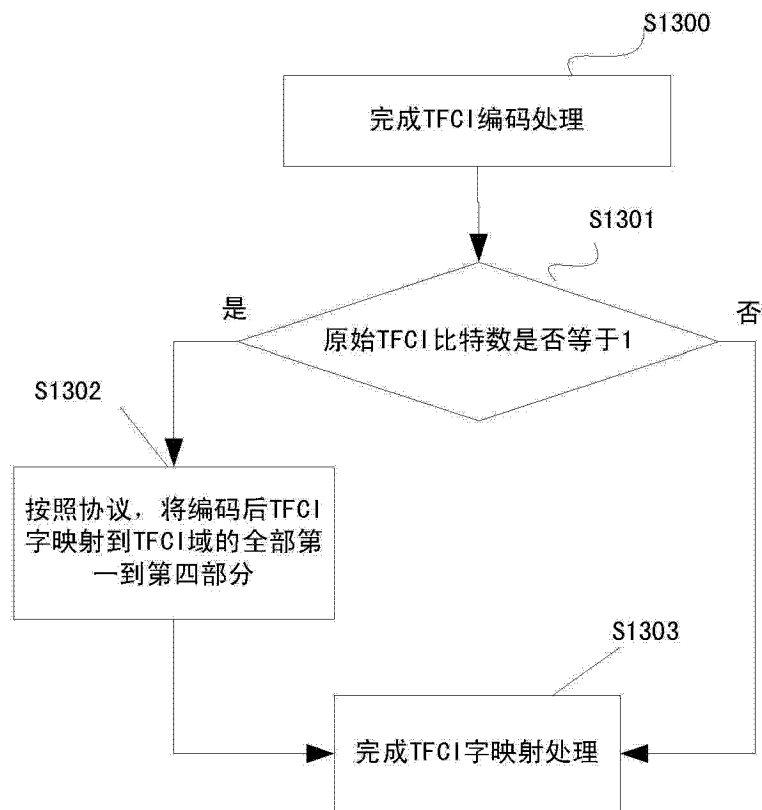 S1300
完成TFCI编码处理
S1301
是
否
原始TFCI比特数是否等于1
S1302
按照协议，将编码后TFCI
字映射到TFCI域的全部第
一到第四部分
S1303
完成TFCI字映射处理